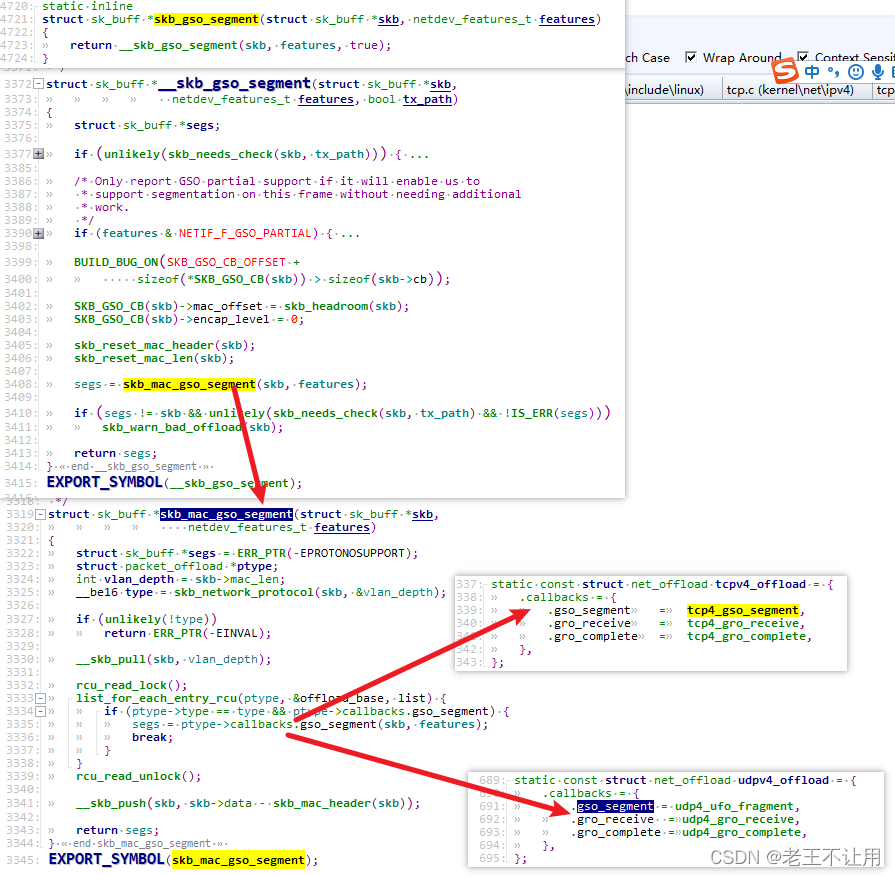 4720: static inline
4721: struct sk_buff *skb_gso_segment(struct sk_buff *skb, netdev_features_t features)
4722: {
4723: » return __skb_gso_segment(skb, features, true);
4724: }
ch Case Wrap Around Context Sensit
中
\include\linux) tcp.c (kernel\net\ipv4) tcp
3372 struct sk_buff *__skb_gso_segment(struct sk_buff *skb,
3373: » » » » ··netdev_features_t features, bool tx_path)
3374: {
3375: » struct sk_buff *segs;
3376:
3377 » if (unlikely(skb_needs_check(skb, tx_path))) { ...
3385:
3386: » /* Only report GSO partial support if it will enable us to
3387: » * support segmentation on this frame without needing additional
3388: » * work.
3389: » */
3390 » if (features & NETIF_F_GSO_PARTIAL) { ...
3398:
3399: » BUILD_BUG_ON(SKB_GSO_CB_OFFSET +
3400: » » ·····sizeof(*SKB_GSO_CB(skb)) > sizeof(skb->cb));
3401:
3402: » SKB_GSO_CB(skb)->mac_offset = skb_headroom(skb);
3403: » SKB_GSO_CB(skb)->encap_level = 0;
3404:
3405: » skb_reset_mac_header(skb);
3406: » skb_reset_mac_len(skb);
3407:
3408: » segs = skb_mac_gso_segment(skb, features);
3409:
3410: » if (segs != skb && unlikely(skb_needs_check(skb, tx_path) && !IS_ERR(segs)))
3411: » » skb_warn_bad_offload(skb);
3412:
3413: » return segs;
3414: } « end __skb_gso_segment »
3415: EXPORT_SYMBOL(__skb_gso_segment);
3318: */
3319 struct sk_buff *skb_mac_gso_segment(struct sk_buff *skb,
3320: » » » » ····netdev_features_t features)
3321: {
3322: » struct sk_buff *segs = ERR_PTR(-EPROTONOSUPPORT);
3323: » struct packet_offload *ptype;
3324: » int vlan_depth = skb->mac_len;
3325: » __be16 type = skb_network_protocol(skb, &vlan_depth);
3326:
3327: » if (unlikely(!type))
3328: » » return ERR_PTR(-EINVAL);
3329:
3330: » __skb_pull(skb, vlan_depth);
3331:
3332: » rcu_read_lock();
3333 » list_for_each_entry_rcu(ptype, &offload_base, list) {
3334 » » if (ptype->type == type && ptype->callbacks.gso_segment) {
3335: » » » segs = ptype->callbacks.gso_segment(skb, features);
3336: » » » break;
3337: » » }
3338: » }
3339: » rcu_read_unlock();
3340:
3341: » __skb_push(skb, skb->data - skb_mac_header(skb));
3342:
3343: » return segs;
3344: } « end skb_mac_gso_segment »
3345: EXPORT_SYMBOL(skb_mac_gso_segment);
337: static const struct net_offload tcpv4_offload = {
338: » .callbacks = {
339: » » .gso_segment» =» tcp4_gso_segment,
340: » » .gro_receive» =» tcp4_gro_receive,
» » .gro_complete» =» tcp4_gro_complete,
342: » },
343: };
689: static const struct net_offload udpv4_offload = {
» .callbacks = {
691: » » .gso_segment = udp4_ufo_fragment,
692: » » .gro_receive =» udp4_gro_receive,
693: » » .gro_complete =» udp4_gro_complete,
694: » },
695: };
CSDN @老王不让用